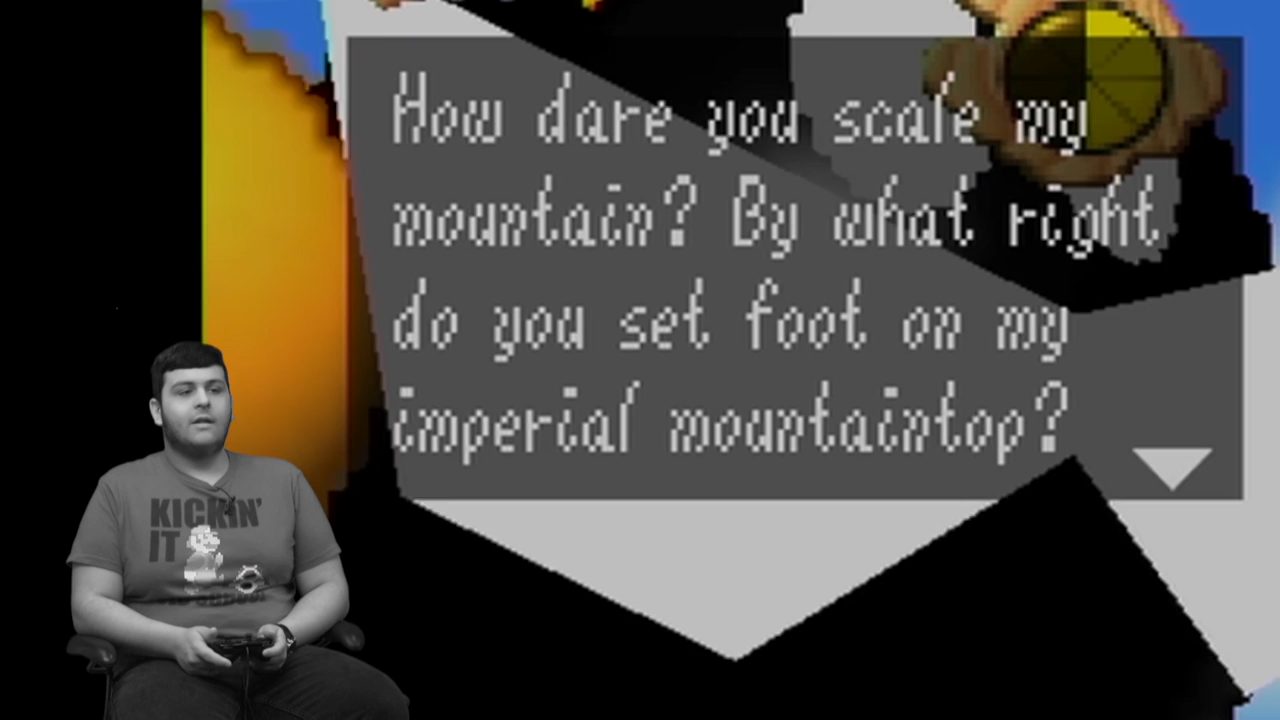 How dare you scale my
mountain? By what right
do you set foot on my
imperial mountaintop?
KICKIN'
IT